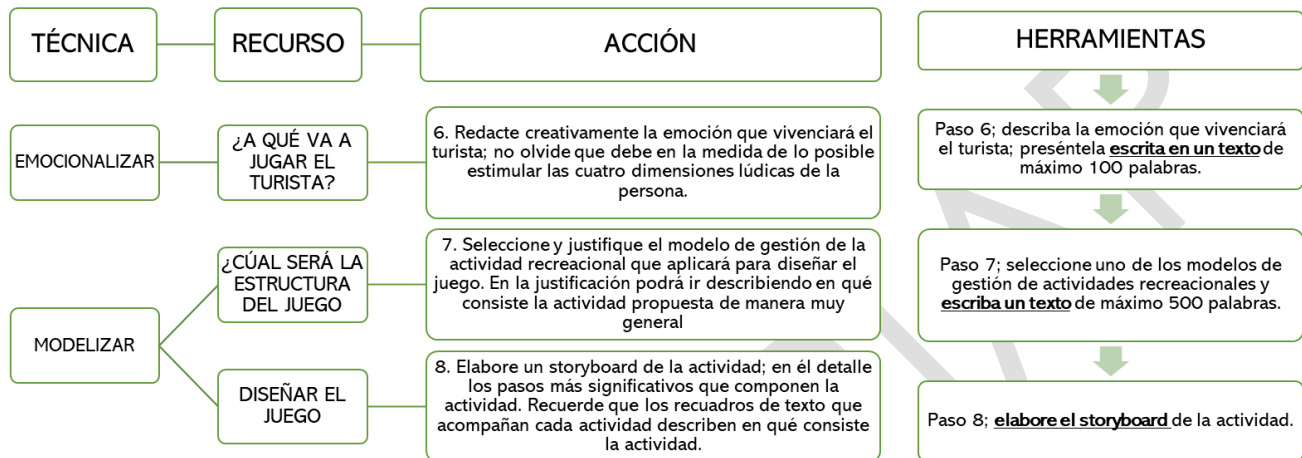 TÉCNICA
RECURSO
ACCIÓN
HERRAMIENTAS
EMOCIONALIZAR
¿A QUÉ VA A
JUGAR EL
TURISTA?
6. Redacte creativamente la emoción que vivenciará el
turista; no olvide que debe en la medida de lo posible
estimular las cuatro dimensiones lúdicas de la
persona.
Paso 6; describa la emoción que vivenciará
el turista; preséntela escrita en un texto de
máximo 100 palabras.
MODELIZAR
¿CÚAL SERÁ LA
ESTRUCTURA
DEL JUEGO
7. Seleccione y justifique el modelo de gestión de la
actividad recreacional que aplicará para diseñar el
juego. En la justificación podrá ir describiendo en qué
consiste la actividad propuesta de manera muy
general
Paso 7; seleccione uno de los modelos de
gestión de actividades recreacionales y
escriba un texto de máximo 500 palabras.
DISEÑAR EL
JUEGO
8. Elabore un storyboard de la actividad; en él detalle
los pasos más significativos que componen la
actividad. Recuerde que los recuadros de texto que
acompañan cada actividad describen en qué consiste
la actividad.
Paso 8; elabore el storyboard de la actividad.